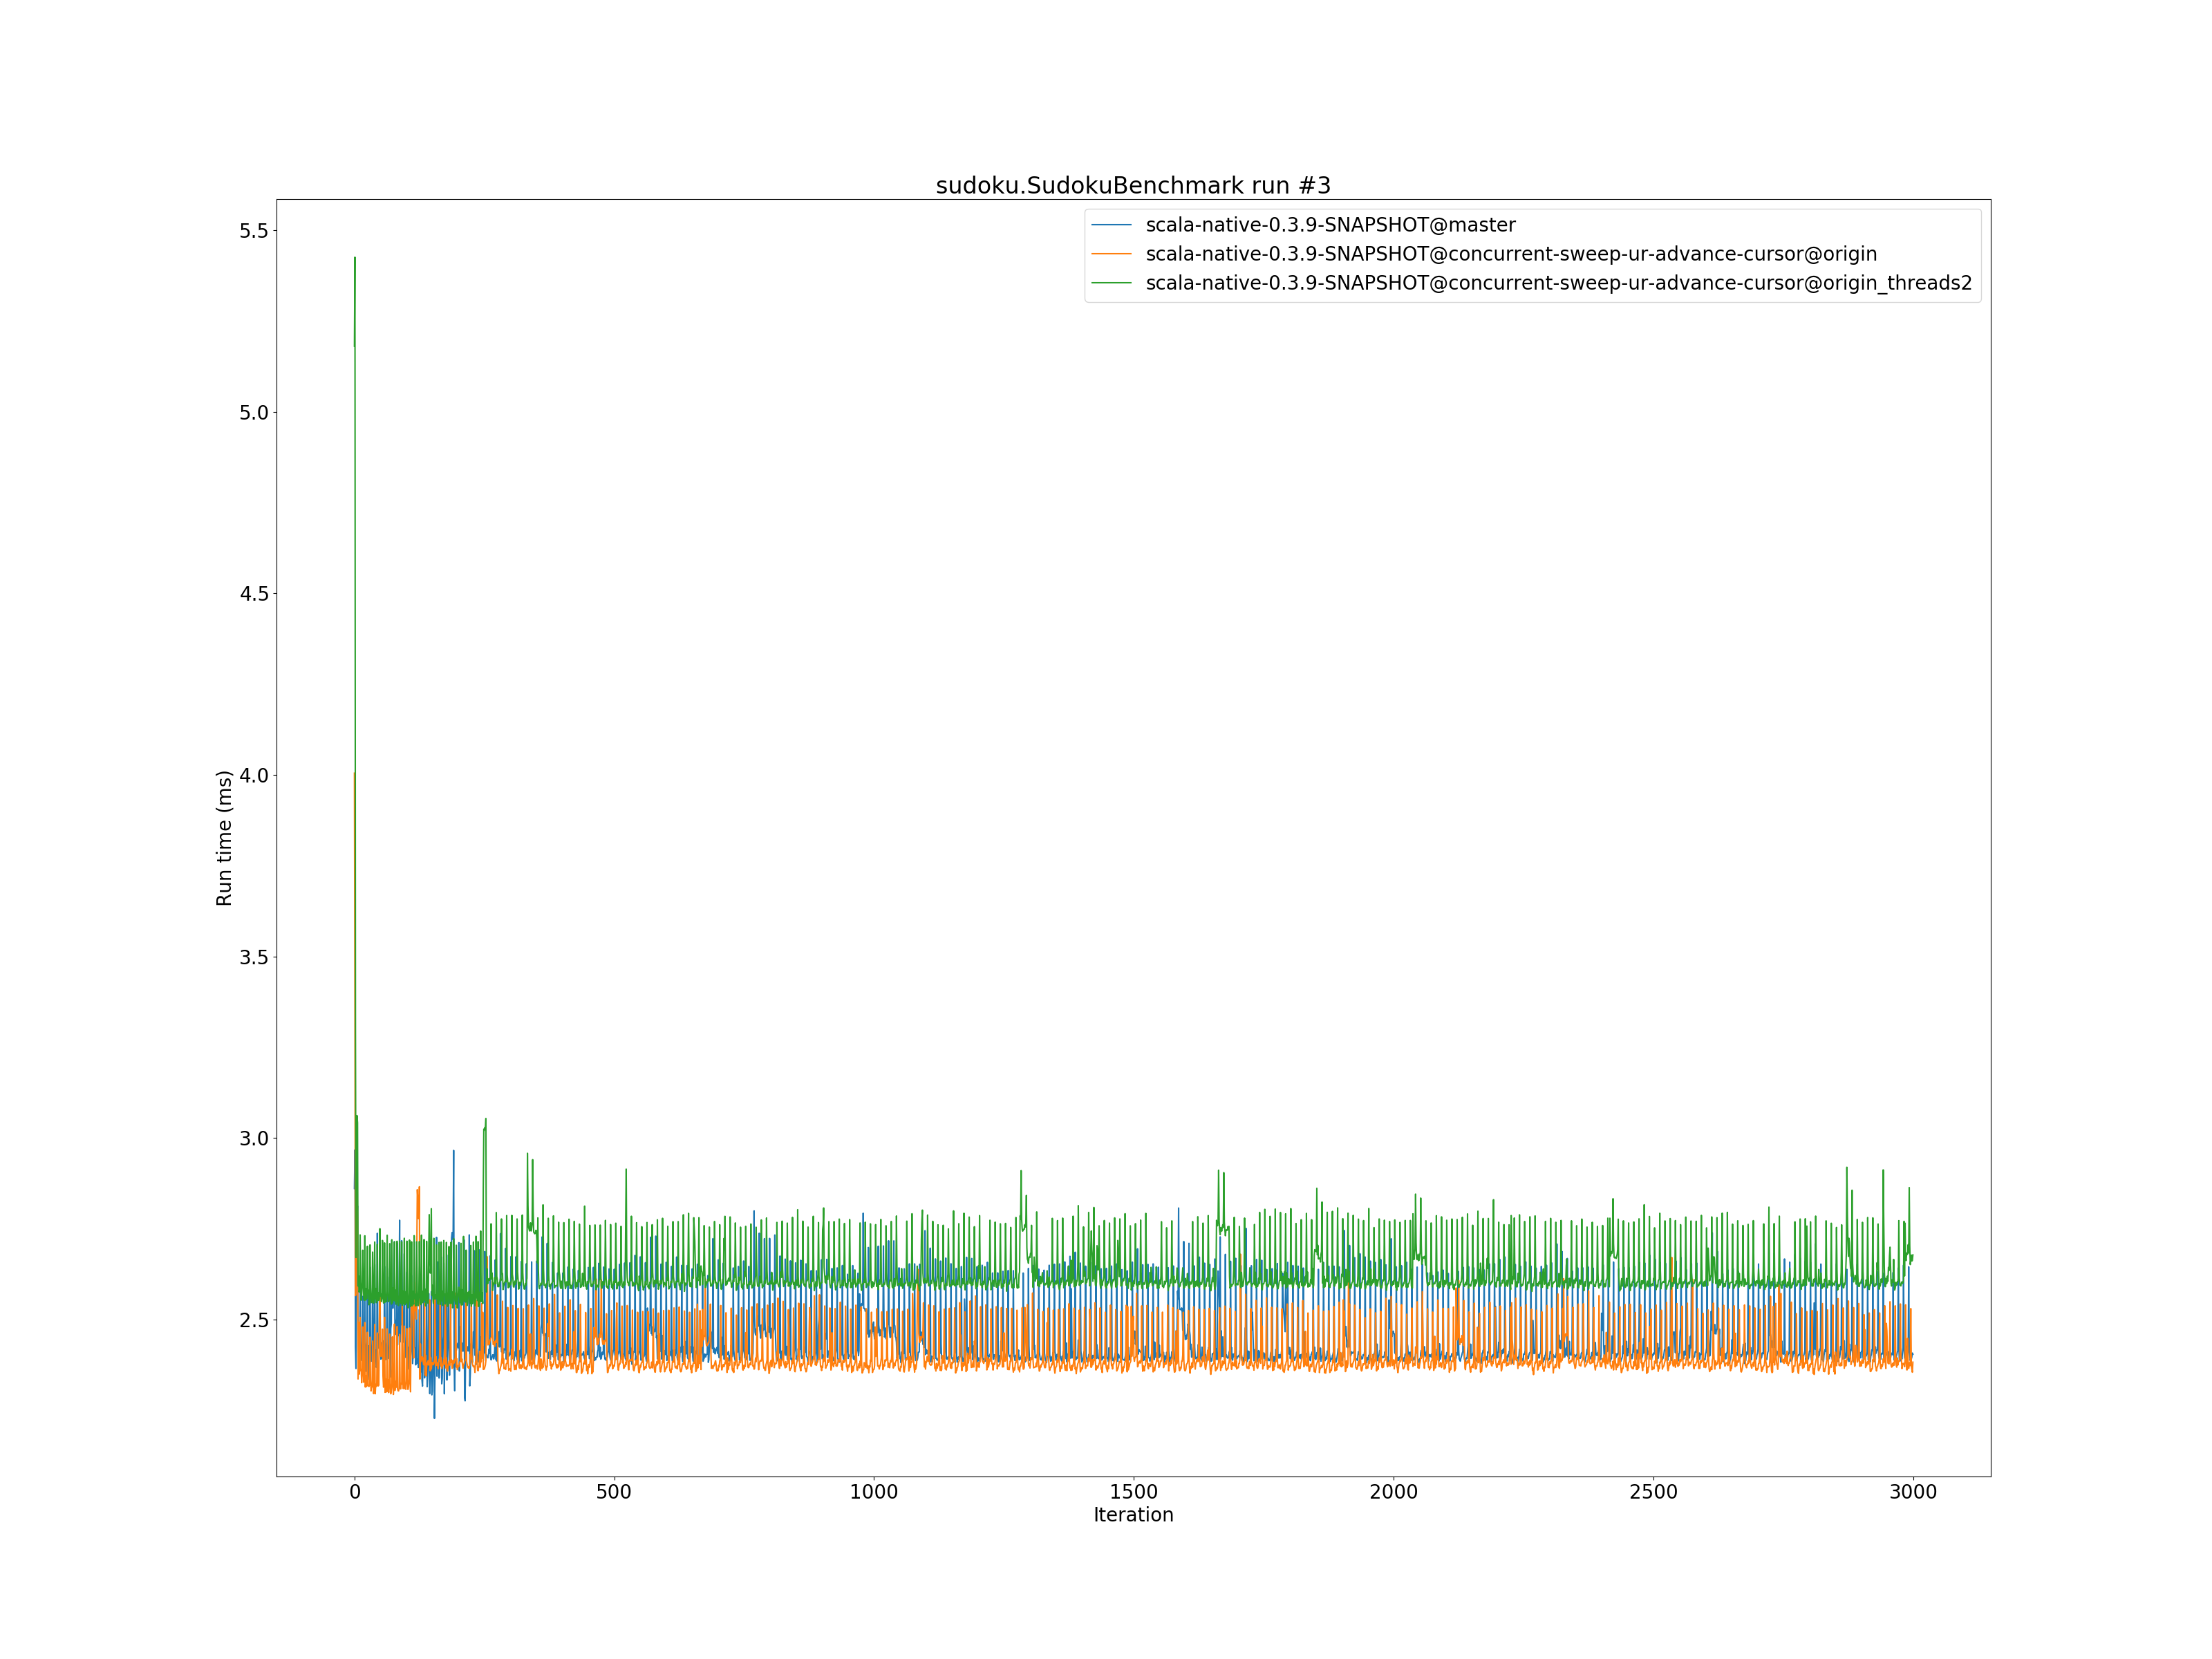 sudoku.SudokuBenchmark run #3
scala-native-0.3.9-SNAPSHOT@master
scala-native-0.3.9-SNAPSHOT@concurrent-sweep-ur-advance-cursor@origin
scala-native-0.3.9-SNAPSHOT@concurrent-sweep-ur-advance-cursor@origin_threads2
5.5
5.0
4.5
4.0
3.5
3.0
2.5
Run time (ms)
0 500 1000 1500 2000 2500 3000
Iteration